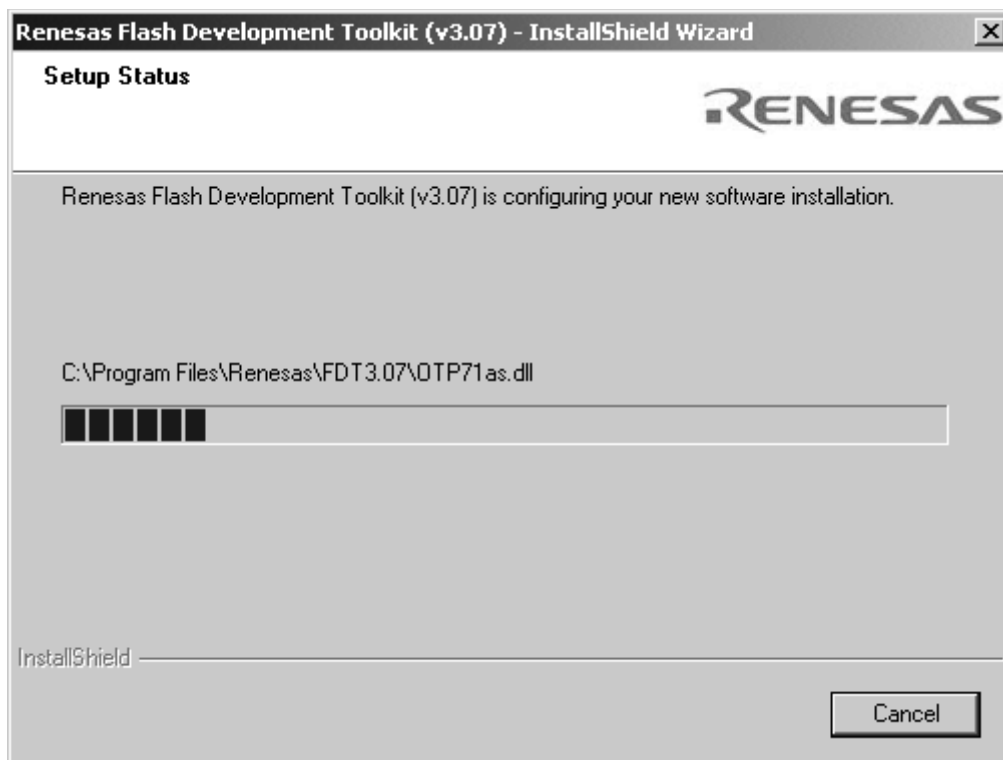 Renesas Flash Development Toolkit (v3.07) - InstallShield Wizard
Setup Status
RENESAS
Renesas Flash Development Toolkit (v3.07) is configuring your new software installation.
C:\Program Files\Renesas\FDT3.07\OTP71as.dll
InstallShield
Cancel